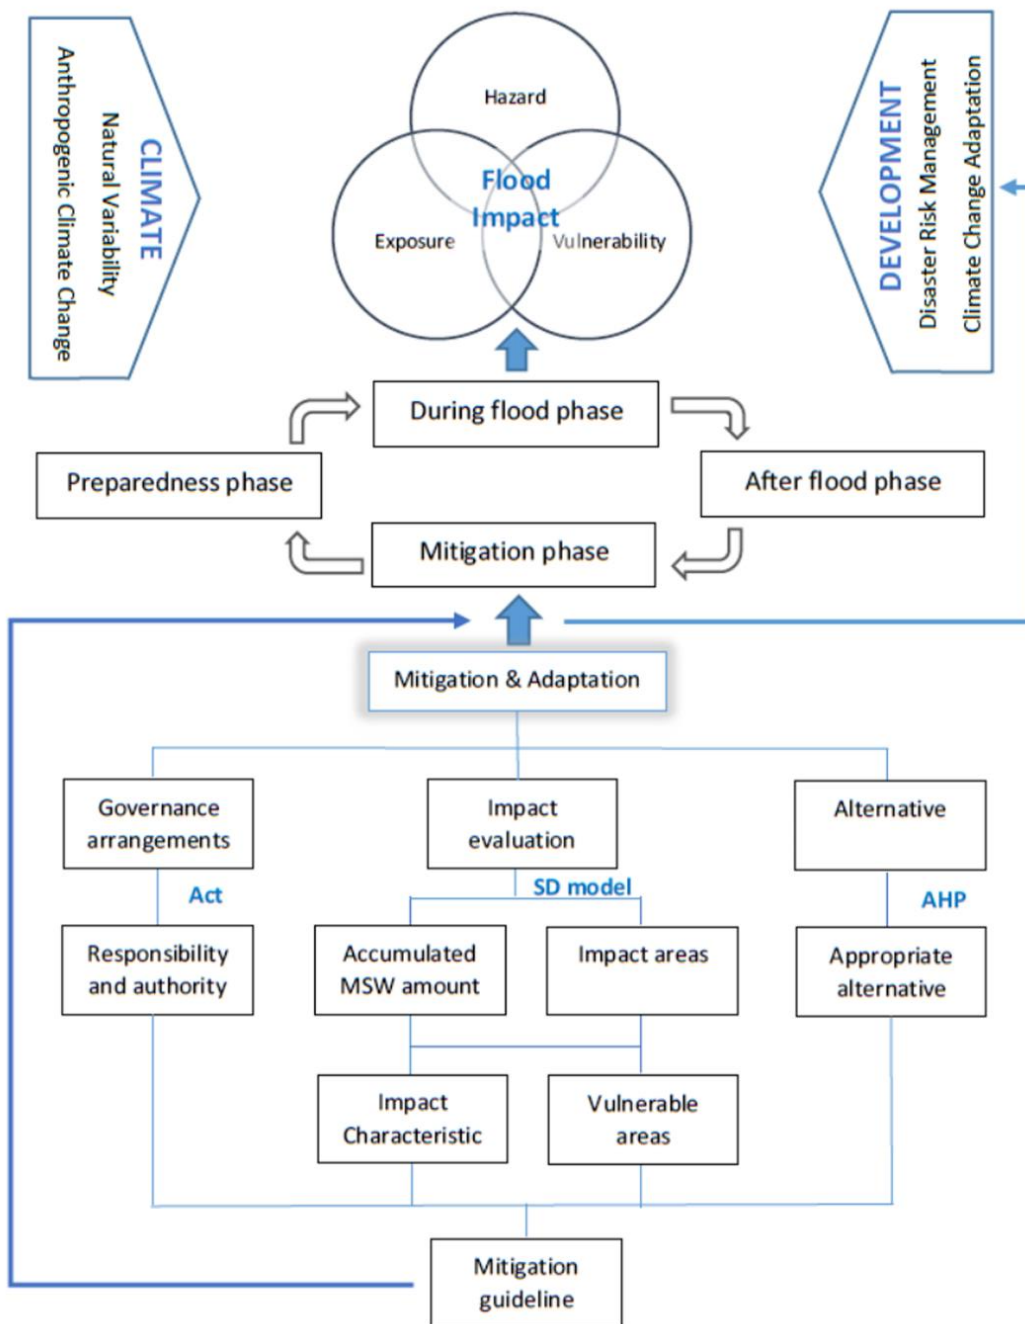 CLIMATE
Natural Variability
Anthropogenic Climate Change
Hazard
Flood
Impact
Exposure
Vulnerability
DEVELOPMENT
Disaster Risk Management
Climate Change Adaptation
During flood phase
Preparedness phase
After flood phase
Mitigation phase
Mitigation & Adaptation
Governance
arrangements
Impact
evaluation
Alternative
Act
SD model
AHP
Responsibility
and authority
Accumulated
MSW amount
Impact areas
Appropriate
alternative
Impact
Characteristic
Vulnerable
areas
Mitigation
guideline